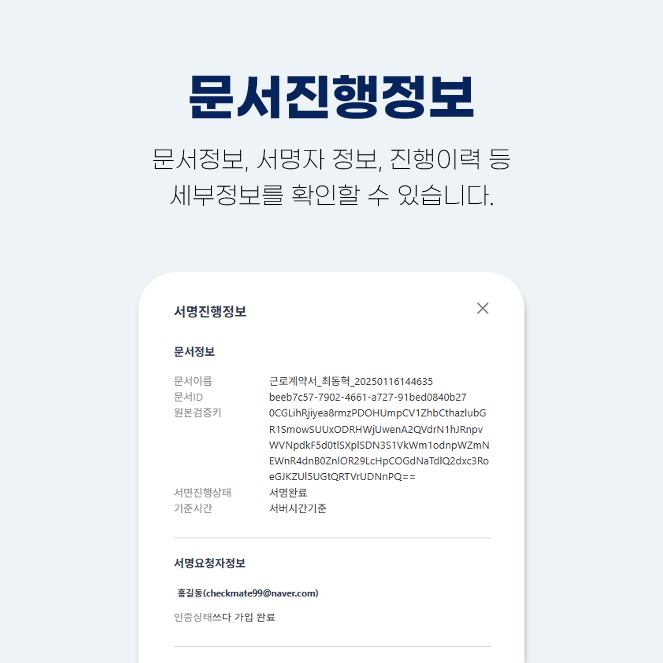 문서진행정보
문서정보, 서명자 정보, 진행이력 등
세부정보를 확인할 수 있습니다.
서명진행정보
문서정보
문서이름 근로계약서_최동혁_20250116144635
문서ID beeb7c57-7902-4661-a727-91bed0840b27
원본검증키 0CGLihRjiyea8rmzPDOHUmpCV1ZhbCthazlubG
R1SmowSUUxODRHWjUwenA2QVdrN1hJRnpv
WVNpdkF5d0tlSXplSDN3S1VkWm1odnpWZmN
EWnR4dnB0ZnlOR29LcHpCOGdNaTdlQ2dxc3Ro
eGJKZUl5UGtQRTVrUDNnPQ==
서면진행상태 서명완료
기준시간 서버시간기준
서명요청자정보
홍길동(checkmate99@naver.com)
인증싱태쓰다 가입 완료